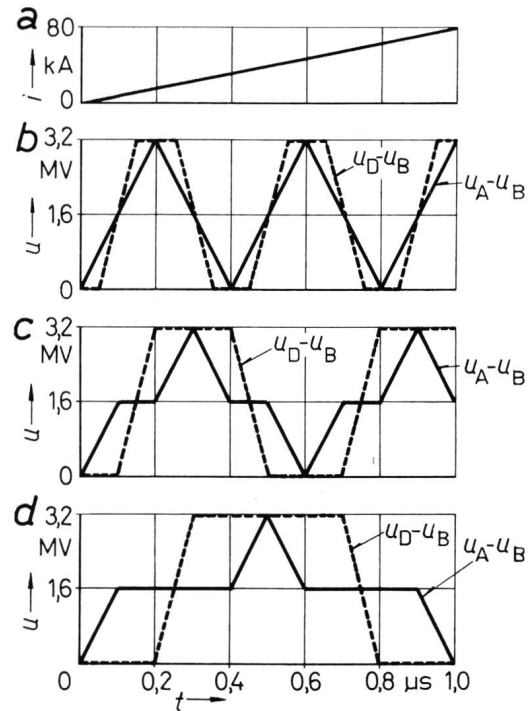 a
80
kA
i
0
b
3,2
MV
1,6
u
0
u_D-u_B
u_A-u_B
c
3,2
MV
1,6
u
0
u_D-u_B
u_A-u_B
d
3,2
MV
1,6
u
u_D-u_B
u_A-u_B
0 0,2 0,4 0,6 0,8 µs 1,0
t